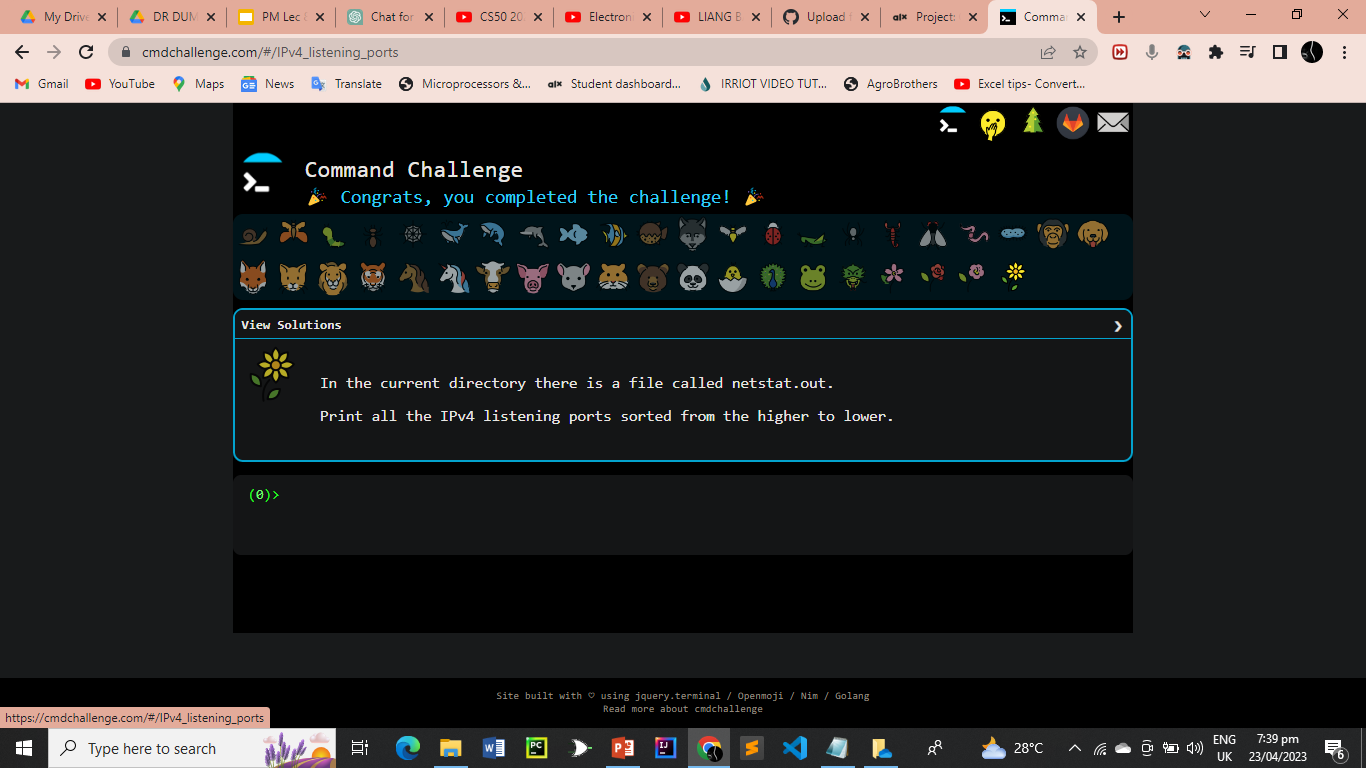 My Drive
DR DUM
PM Lec
Chat for
CS50 20
Electron
LIANG B
Upload
Project:
Comma
cmdchallenge.com/#/IPv4_listening_ports
Gmail
YouTube
Maps
News
Translate
Microprocessors &...
alx
Student dashboard...
IRRIOT VIDEO TUT...
AgroBrothers
Excel tips- Convert...
Command Challenge
Congrats, you completed the challenge!
View Solutions
In the current directory there is a file called netstat.out.
Print all the IPv4 listening ports sorted from the higher to lower.
(0)>
Site built with ♡ using jquery.terminal / Openmoji / Nim / Golang
Read more about cmdchallenge
https://cmdchallenge.com/#/IPv4_listening_ports
Type here to search
28°C
ENG
UK
7:39 pm
23/04/2023
6